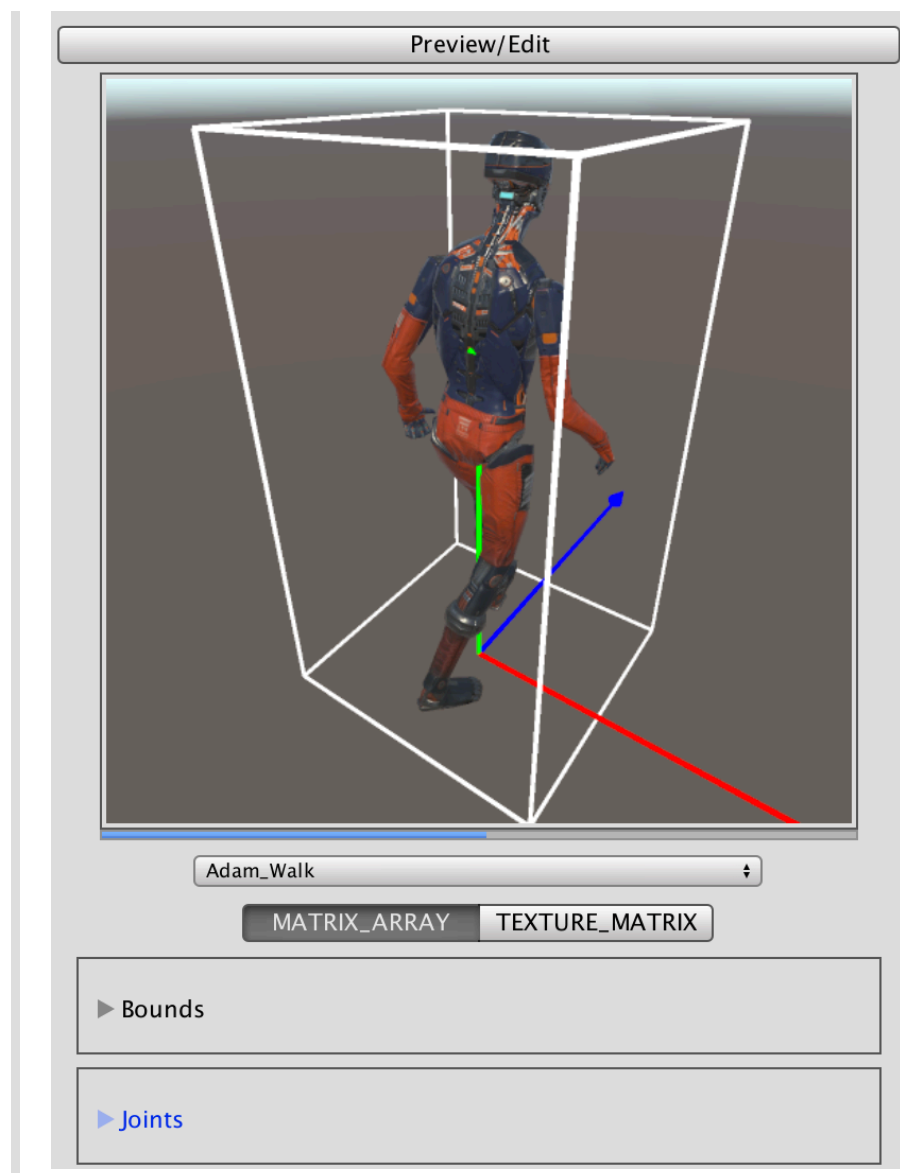 Preview/Edit
Adam_Walk
MATRIX_ARRAY TEXTURE_MATRIX
Bounds
Joints